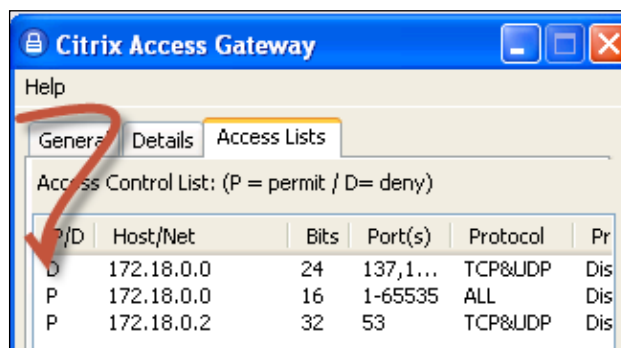 Citrix Access Gateway
Help
General Details Access Lists
Access Control List: (P = permit / D= deny)
P/D Host/Net Bits Port(s) Protocol Pr
D 172.18.0.0 24 137,1... TCP&UDP Dis
P 172.18.0.0 16 1-65535 ALL Dis
P 172.18.0.2 32 53 TCP&UDP Dis